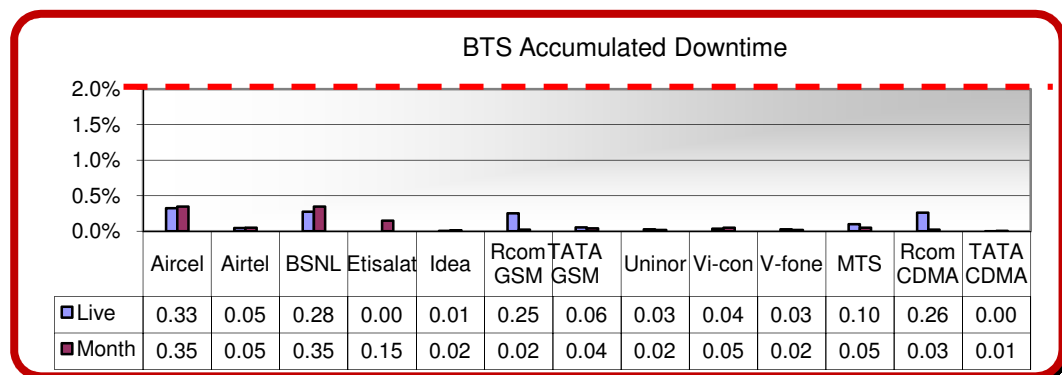 BTS Accumulated Downtime
2.0%
1.5%
1.0%
0.5%
0.0%
Aircel Airtel BSNL Etisalat Idea Rcom GSM TATA GSM Uninor Vi-con V-fone MTS Rcom CDMA TATA CDMA
Live 0.33 0.05 0.28 0.00 0.01 0.25 0.06 0.03 0.04 0.03 0.10 0.26 0.00
Month 0.35 0.05 0.35 0.15 0.02 0.02 0.04 0.02 0.05 0.02 0.05 0.03 0.01